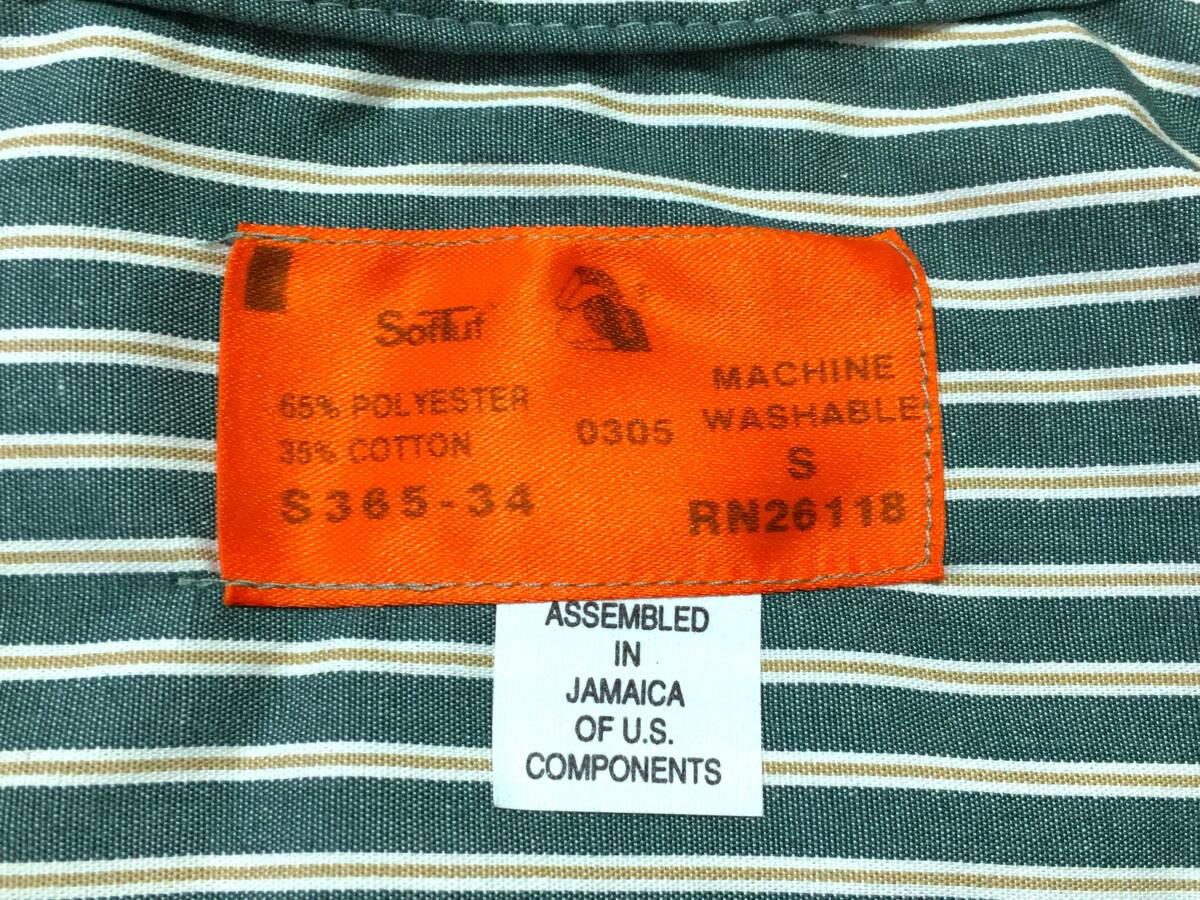 SofTuf
65% POLYESTER
35% COTTON
S365-34
0305
MACHINE
WASHABLE
S
RN26118
ASSEMBLED
IN
JAMAICA
OF U.S.
COMPONENTS